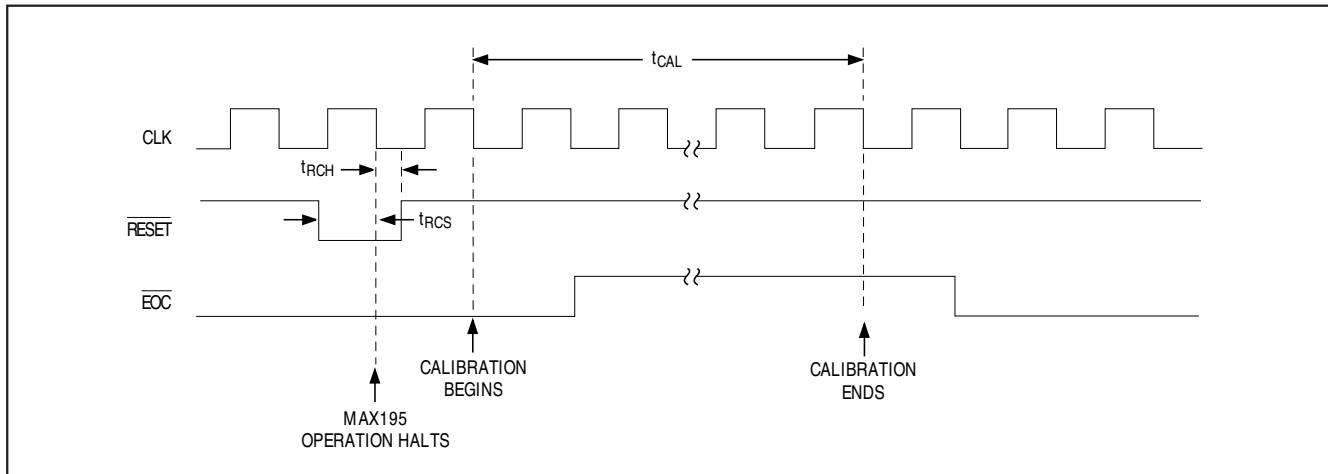 tCAL
CLK
tRCH
RESET
tRCS
EOC
CALIBRATION
BEGINS
CALIBRATION
ENDS
MAX195
OPERATION HALTS